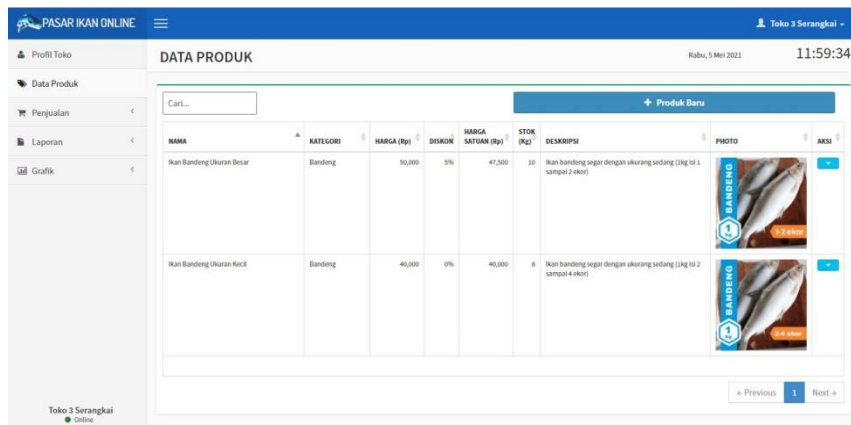 PASAR IKAN ONLINE
Toko 3 Serangkai
Profil Toko
Data Produk
Penjualan
Laporan
Grafik
Toko 3 Serangkai
Online
DATA PRODUK
Rabu, 5 Mei 2021
11:59:34
Cari...
+ Produk Baru
NAMA KATEGORI HARGA (Rp) DISKON HARGA SATUAN (Rp) STOK (Kg) DESKRIPSI PHOTO AKSI
Ikan Bandeng Ukuran Besar Bandeng 50,000 5% 47,500 10 Ikan bandeng segar dengan ukurang sedang (1kg isi 1
sampai 2 ekor)
BANDENG
1 kg
1-2 ekor
Ikan Bandeng Ukuran Kecil Bandeng 40,000 0% 40,000 8 Ikan bandeng segar dengan ukurang sedang (1kg isi 2
sampai 4 ekor)
BANDENG
1 kg
2-4 ekor
← Previous 1 Next →